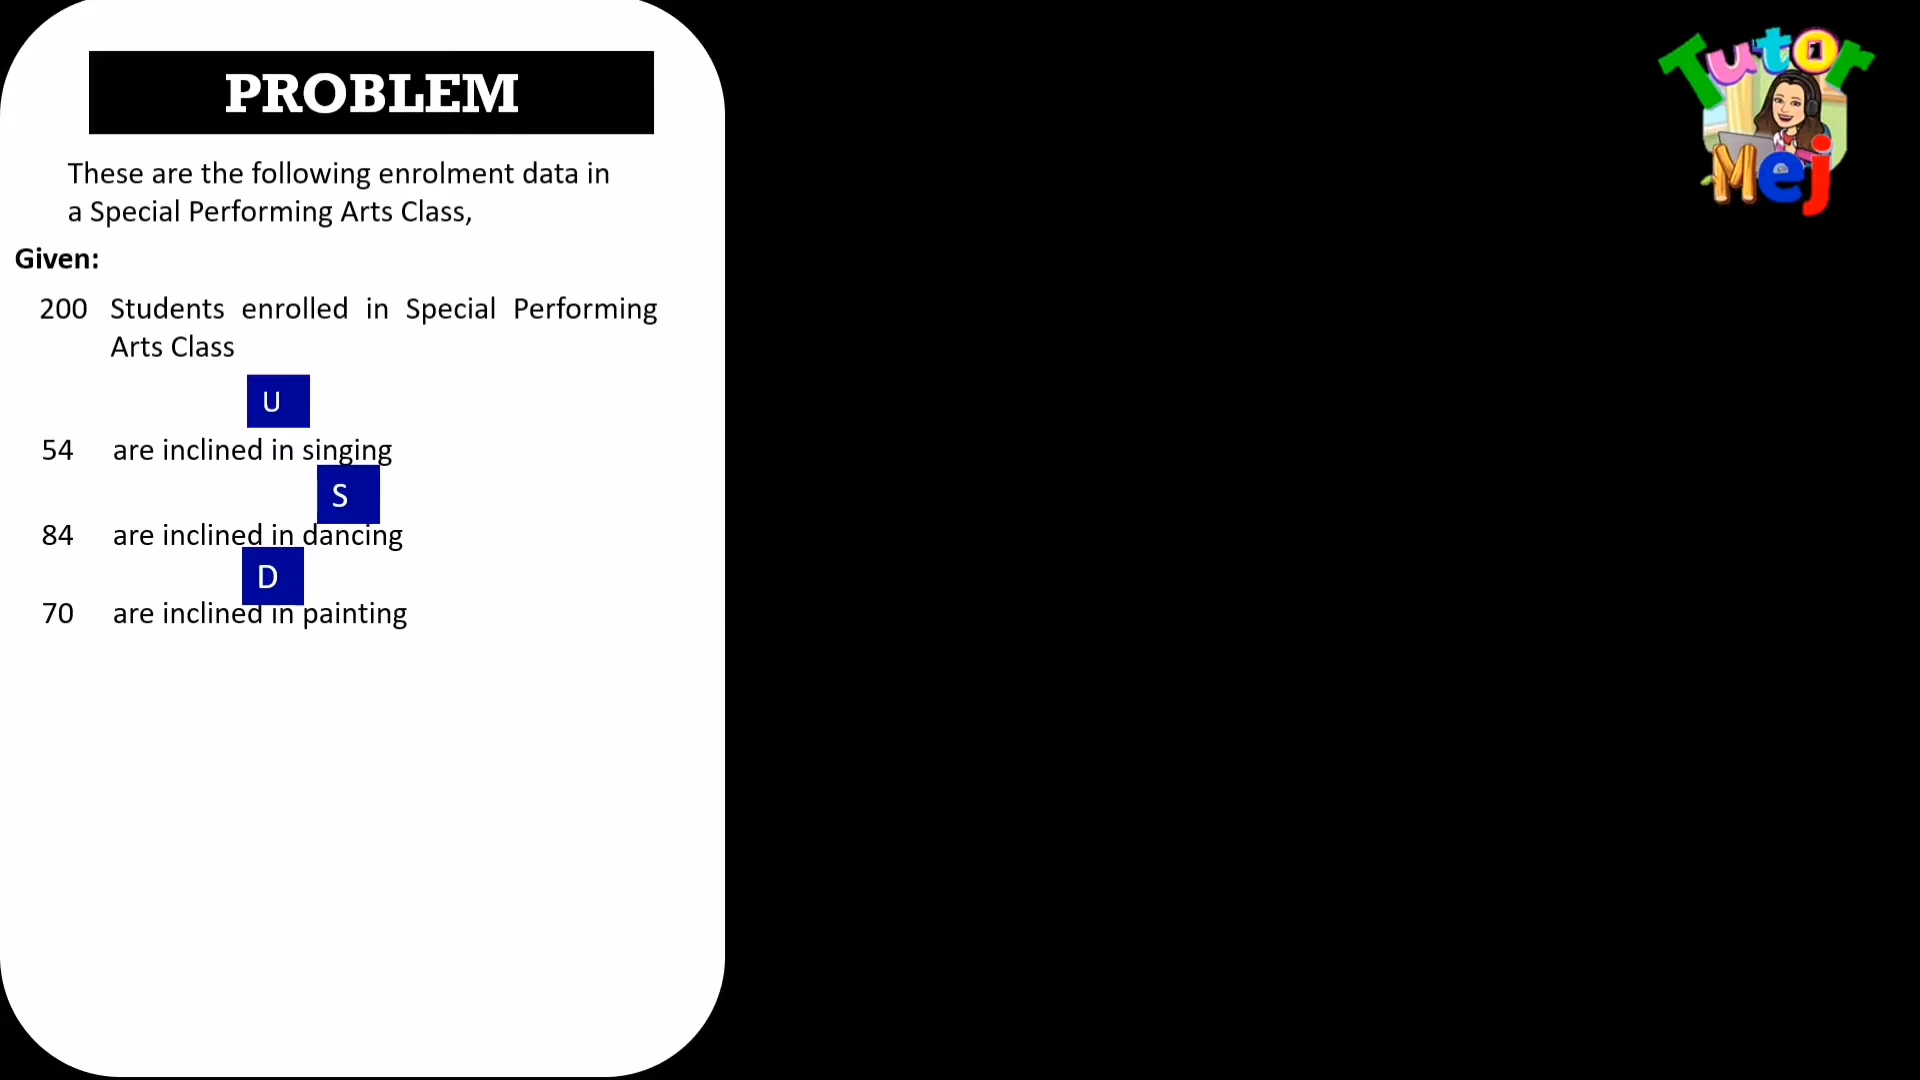 PROBLEM
These are the following enrolment data in
a Special Performing Arts Class,
Given:
200 Students enrolled in Special Performing
Arts Class
U
54 are inclined in singing
S
84 are inclined in dancing
D
70 are inclined in painting
Tutor
Mej